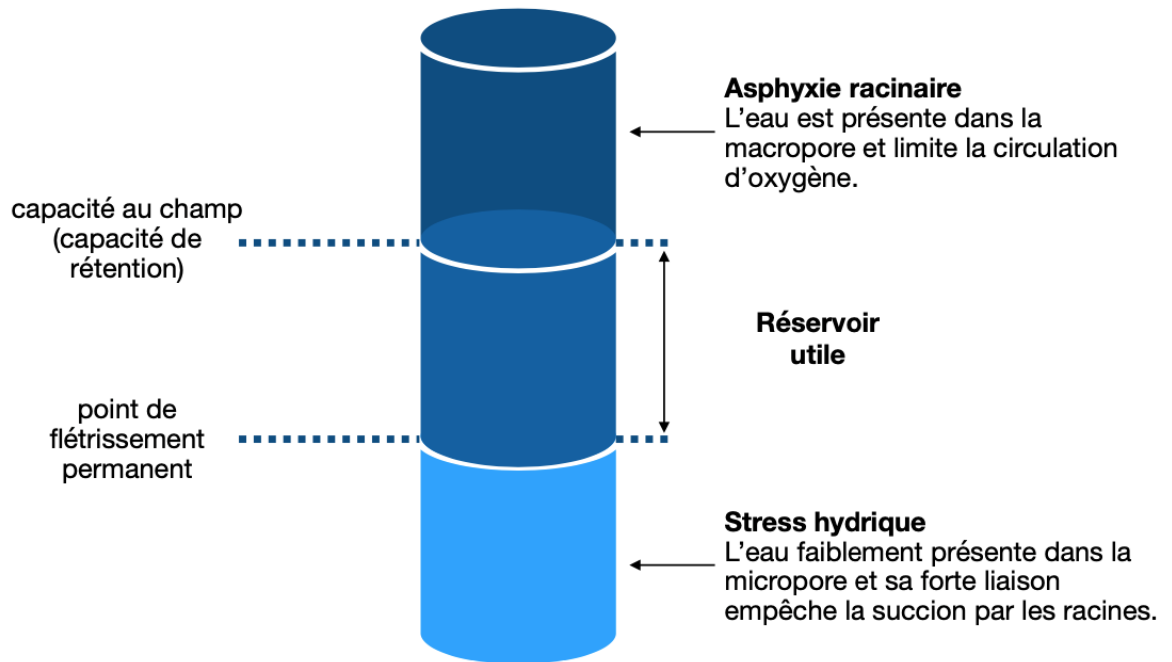 Asphyxie racinaire
L'eau est présente dans la
macropore et limite la circulation
d'oxygène.
capacité au champ
(capacité de
rétention)
Réservoir
utile
point de
flétrissement
permanent
Stress hydrique
L'eau faiblement présente dans la
micropore et sa forte liaison
empêche la succion par les racines.